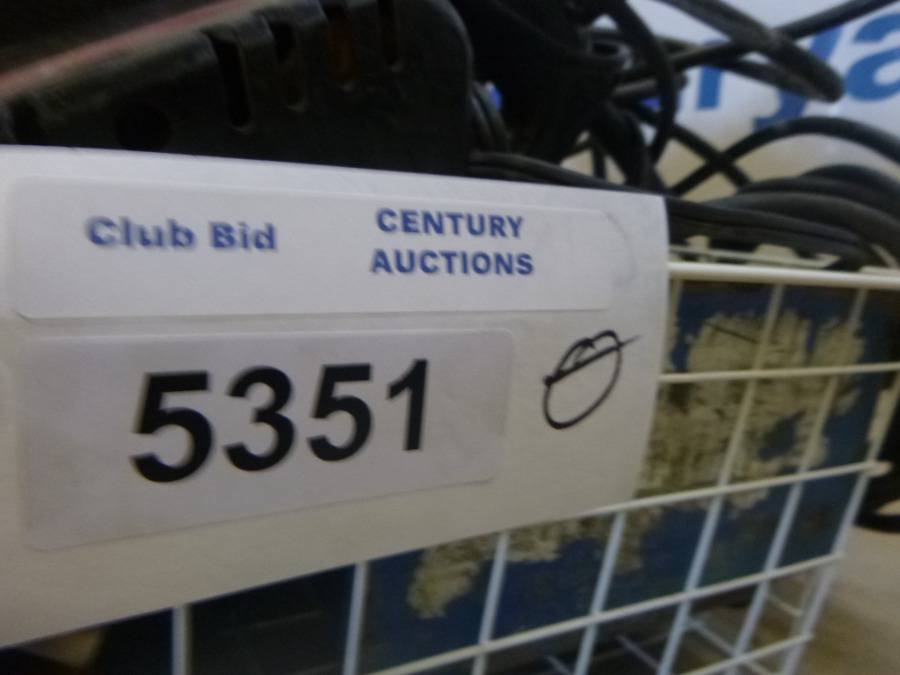 Club Bid
CENTURY
AUCTIONS
5351